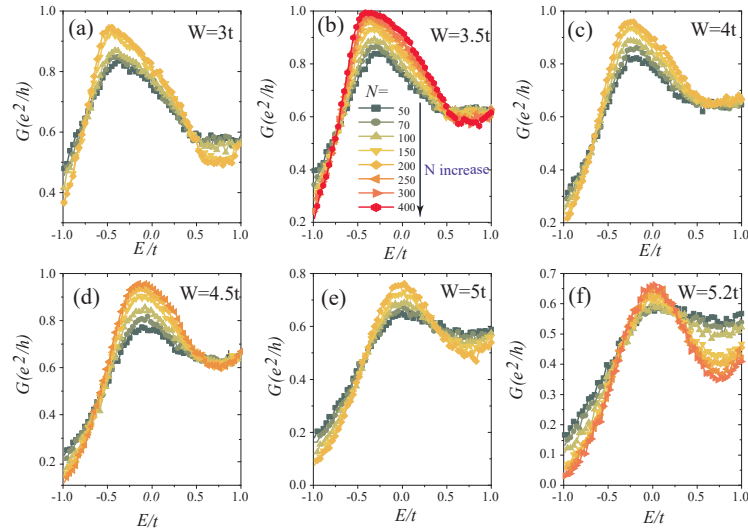 (a)
W=3t
G(e²/h)
1.0
0.8
0.6
0.4
-1.0 -0.5 0.0 0.5 1.0
E/t
(b)
W=3.5t
G(e²/h)
1.0
0.8
0.6
0.4
0.2
N=
50
70
100
150
200
250
300
400
N increase
-1.0 -0.5 0.0 0.5 1.0
E/t
(c)
W=4t
G(e²/h)
1.0
0.8
0.6
0.4
0.2
-1.0 -0.5 0.0 0.5 1.0
E/t
(d)
W=4.5t
G(e²/h)
1.0
0.8
0.6
0.4
0.2
-1.0 -0.5 0.0 0.5 1.0
E/t
(e)
W=5t
G(e²/h)
0.8
0.6
0.4
0.2
0.0
-1.0 -0.5 0.0 0.5 1.0
E/t
(f)
W=5.2t
G(e²/h)
0.7
0.6
0.5
0.4
0.3
0.2
0.1
0.0
-1.0 -0.5 0.0 0.5 1.0
E/t